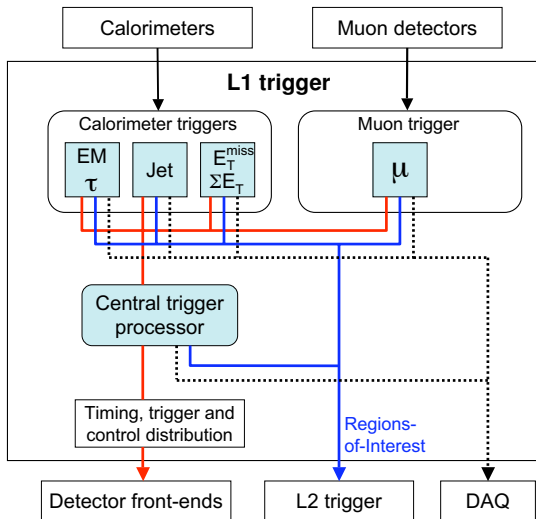 Calorimeters
Muon detectors
L1 trigger
Calorimeter triggers
Muon trigger
EM
τ
Jet
E_T^miss
ΣE_T
μ
Central trigger
processor
Timing, trigger and
control distribution
Regions-
of-Interest
Detector front-ends
L2 trigger
DAQ